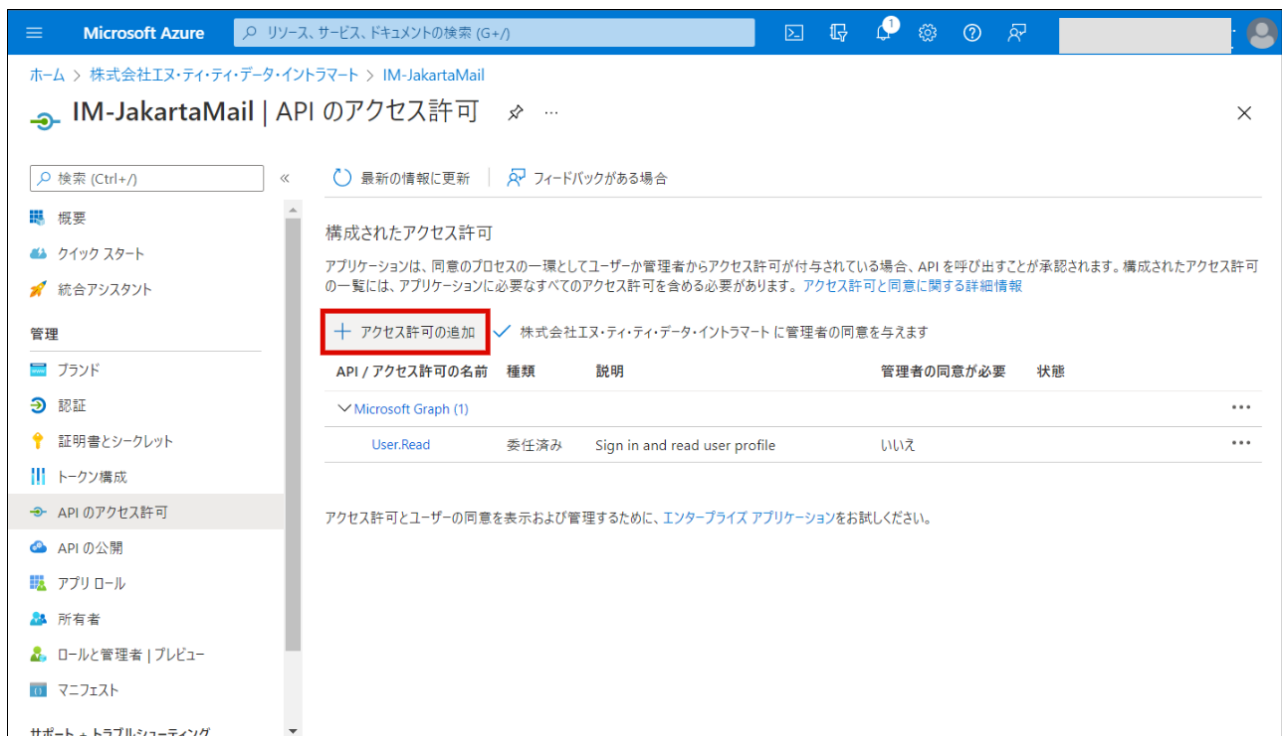 Microsoft Azure
リソース、サービス、ドキュメントの検索 (G+/)
1
ホーム > 株式会社エヌ・ティ・ティ・データ・イントラマート > IM-JakartaMail
IM-JakartaMail | API のアクセス許可
検索 (Ctrl+/)
最新の情報に更新
フィードバックがある場合
概要
クイック スタート
統合アシスタント
管理
ブランド
認証
証明書とシークレット
トークン構成
API のアクセス許可
API の公開
アプリ ロール
所有者
ロールと管理者 | プレビュー
マニフェスト
サポート + トラブルシューティング
構成されたアクセス許可
アプリケーションは、同意のプロセスの一環としてユーザーか管理者からアクセス許可が付与されている場合、API を呼び出すことが承認されます。構成されたアクセス許可
の一覧には、アプリケーションに必要なすべてのアクセス許可を含める必要があります。アクセス許可と同意に関する詳細情報
アクセス許可の追加 株式会社エヌ・ティ・ティ・データ・イントラマート に管理者の同意を与えます
API / アクセス許可の名前 種類 説明 管理者の同意が必要 状態
Microsoft Graph (1)
User.Read 委任済み Sign in and read user profile いいえ
アクセス許可とユーザーの同意を表示および管理するために、エンタープライズ アプリケーションをお試しください。